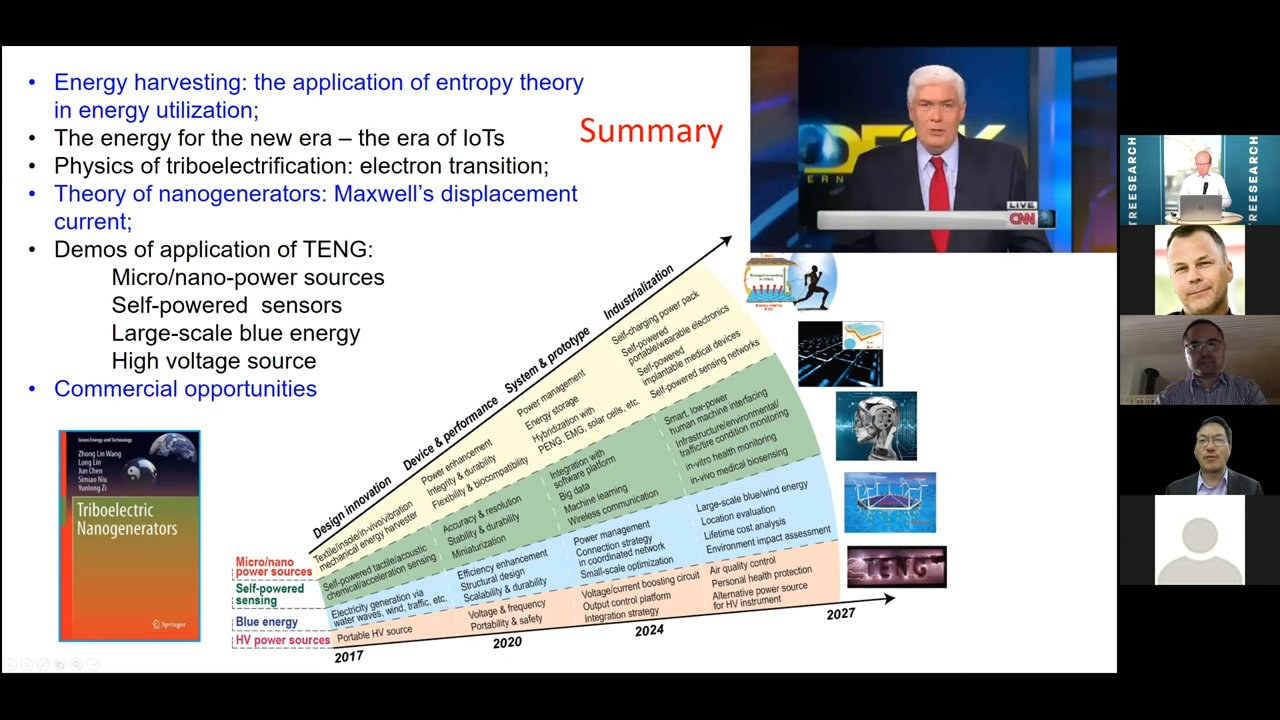 • Energy harvesting: the application of entropy theory
in energy utilization;
• The energy for the new era – the era of IoTs
• Physics of triboelectrification: electron transition;
• Theory of nanogenerators: Maxwell's displacement
current;
• Demos of application of TENG:
Micro/nano-power sources
Self-powered sensors
Large-scale blue energy
High voltage source
• Commercial opportunities
Summary
DESK
ERN
LIVE
CNN
TREESEARCH
TREESEARCH
Green Energy and Technology
Zhong Lin Wang
Long Lin
Jun Chen
Simiao Niu
Yunlong Zi
Triboelectric
Nanogenerators
Springer
Design innovation
Device & performance
System & prototype
Industrialization
Micro/nano
power sources
Textile/insole/in-vivo/vibration
mechanical energy harvester
Power enhancement
Integrity & durability
Flexibility & biocompatibility
Power management
Energy storage
Hybridization with
PENG, EMG, solar cells, etc.
Self-charging power pack
Self-powered
portable/wearable electronics
Self-powered
implantable medical devices
Self-powered sensing networks
Self-powered
sensing
Self-powered tactile/acoustic
chemical/acceleration sensing
Accuracy & resolution
Stability & durability
Miniaturization
Integration with
software platform
Big data
Machine learning
Wireless communication
Smart, low-power
human machine interfacing
Infrastructure/environmental/
traffic/tire condition monitoring
in-vitro health monitoring
in-vivo medical biosensing
Blue energy
Electricity generation via
water waves, wind, traffic, etc.
Efficiency enhancement
Structural design
Scalability & durability
Power management
Connection strategy
in coordinated network
Small-scale optimization
Large-scale blue/wind energy
Location evaluation
Lifetime cost analysis
Environment impact assessment
HV power sources
Portable HV source
Voltage & frequency
Portability & safety
Voltage/current boosting circuit
Output control platform
Integration strategy
Air quality control
Personal health protection
Alternative power source
for HV instrument
2017
2020
2024
2027
TENG